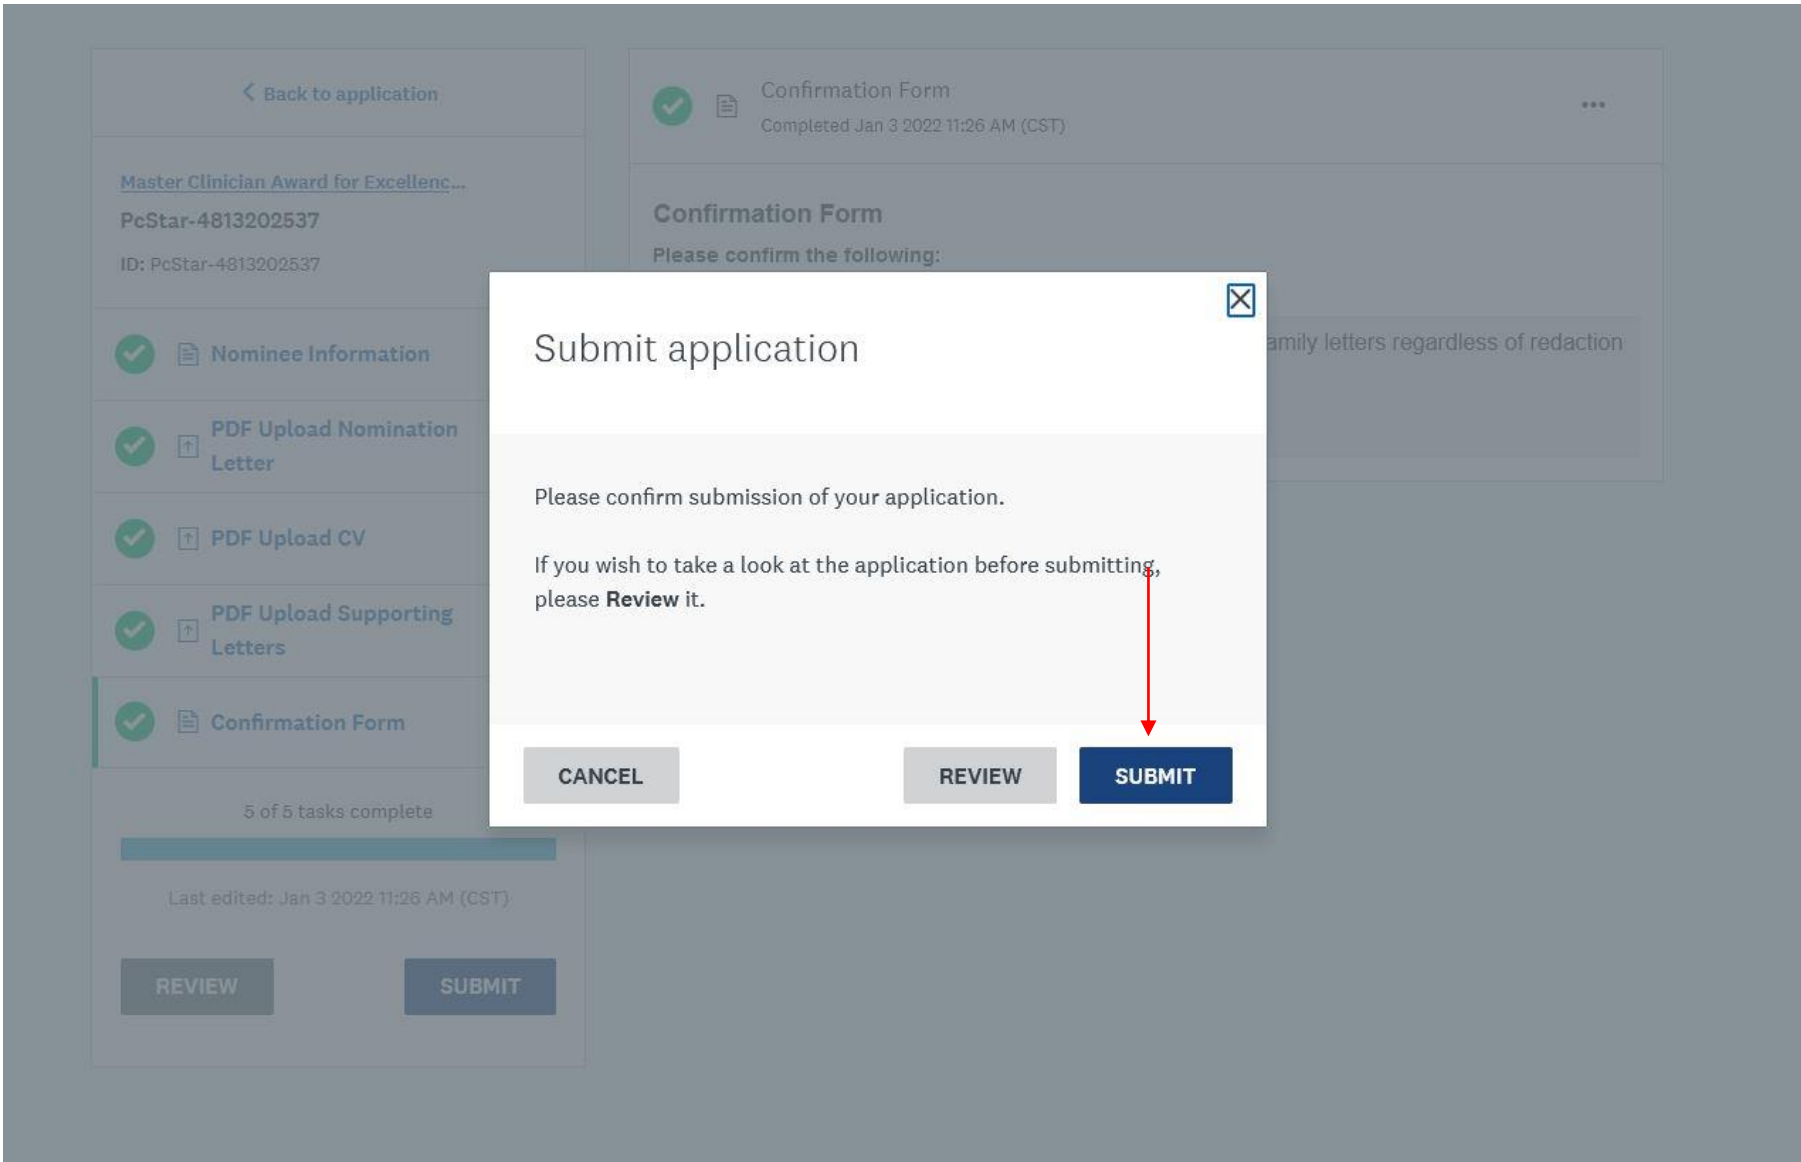 Back to application
Master Clinician Award for Excellenc...
PcStar-4813202537
ID: PcStar-4813202537
Nominee Information
PDF Upload Nomination
Letter
PDF Upload CV
PDF Upload Supporting
Letters
Confirmation Form
5 of 5 tasks complete
Last edited: Jan 3 2022 11:26 AM (CST)
REVIEW
SUBMIT
Confirmation Form
Completed Jan 3 2022 11:26 AM (CST)
Confirmation Form
Please confirm the following:
amily letters regardless of redaction
Submit application
Please confirm submission of your application.
If you wish to take a look at the application before submitting,
please Review it.
CANCEL
REVIEW
SUBMIT